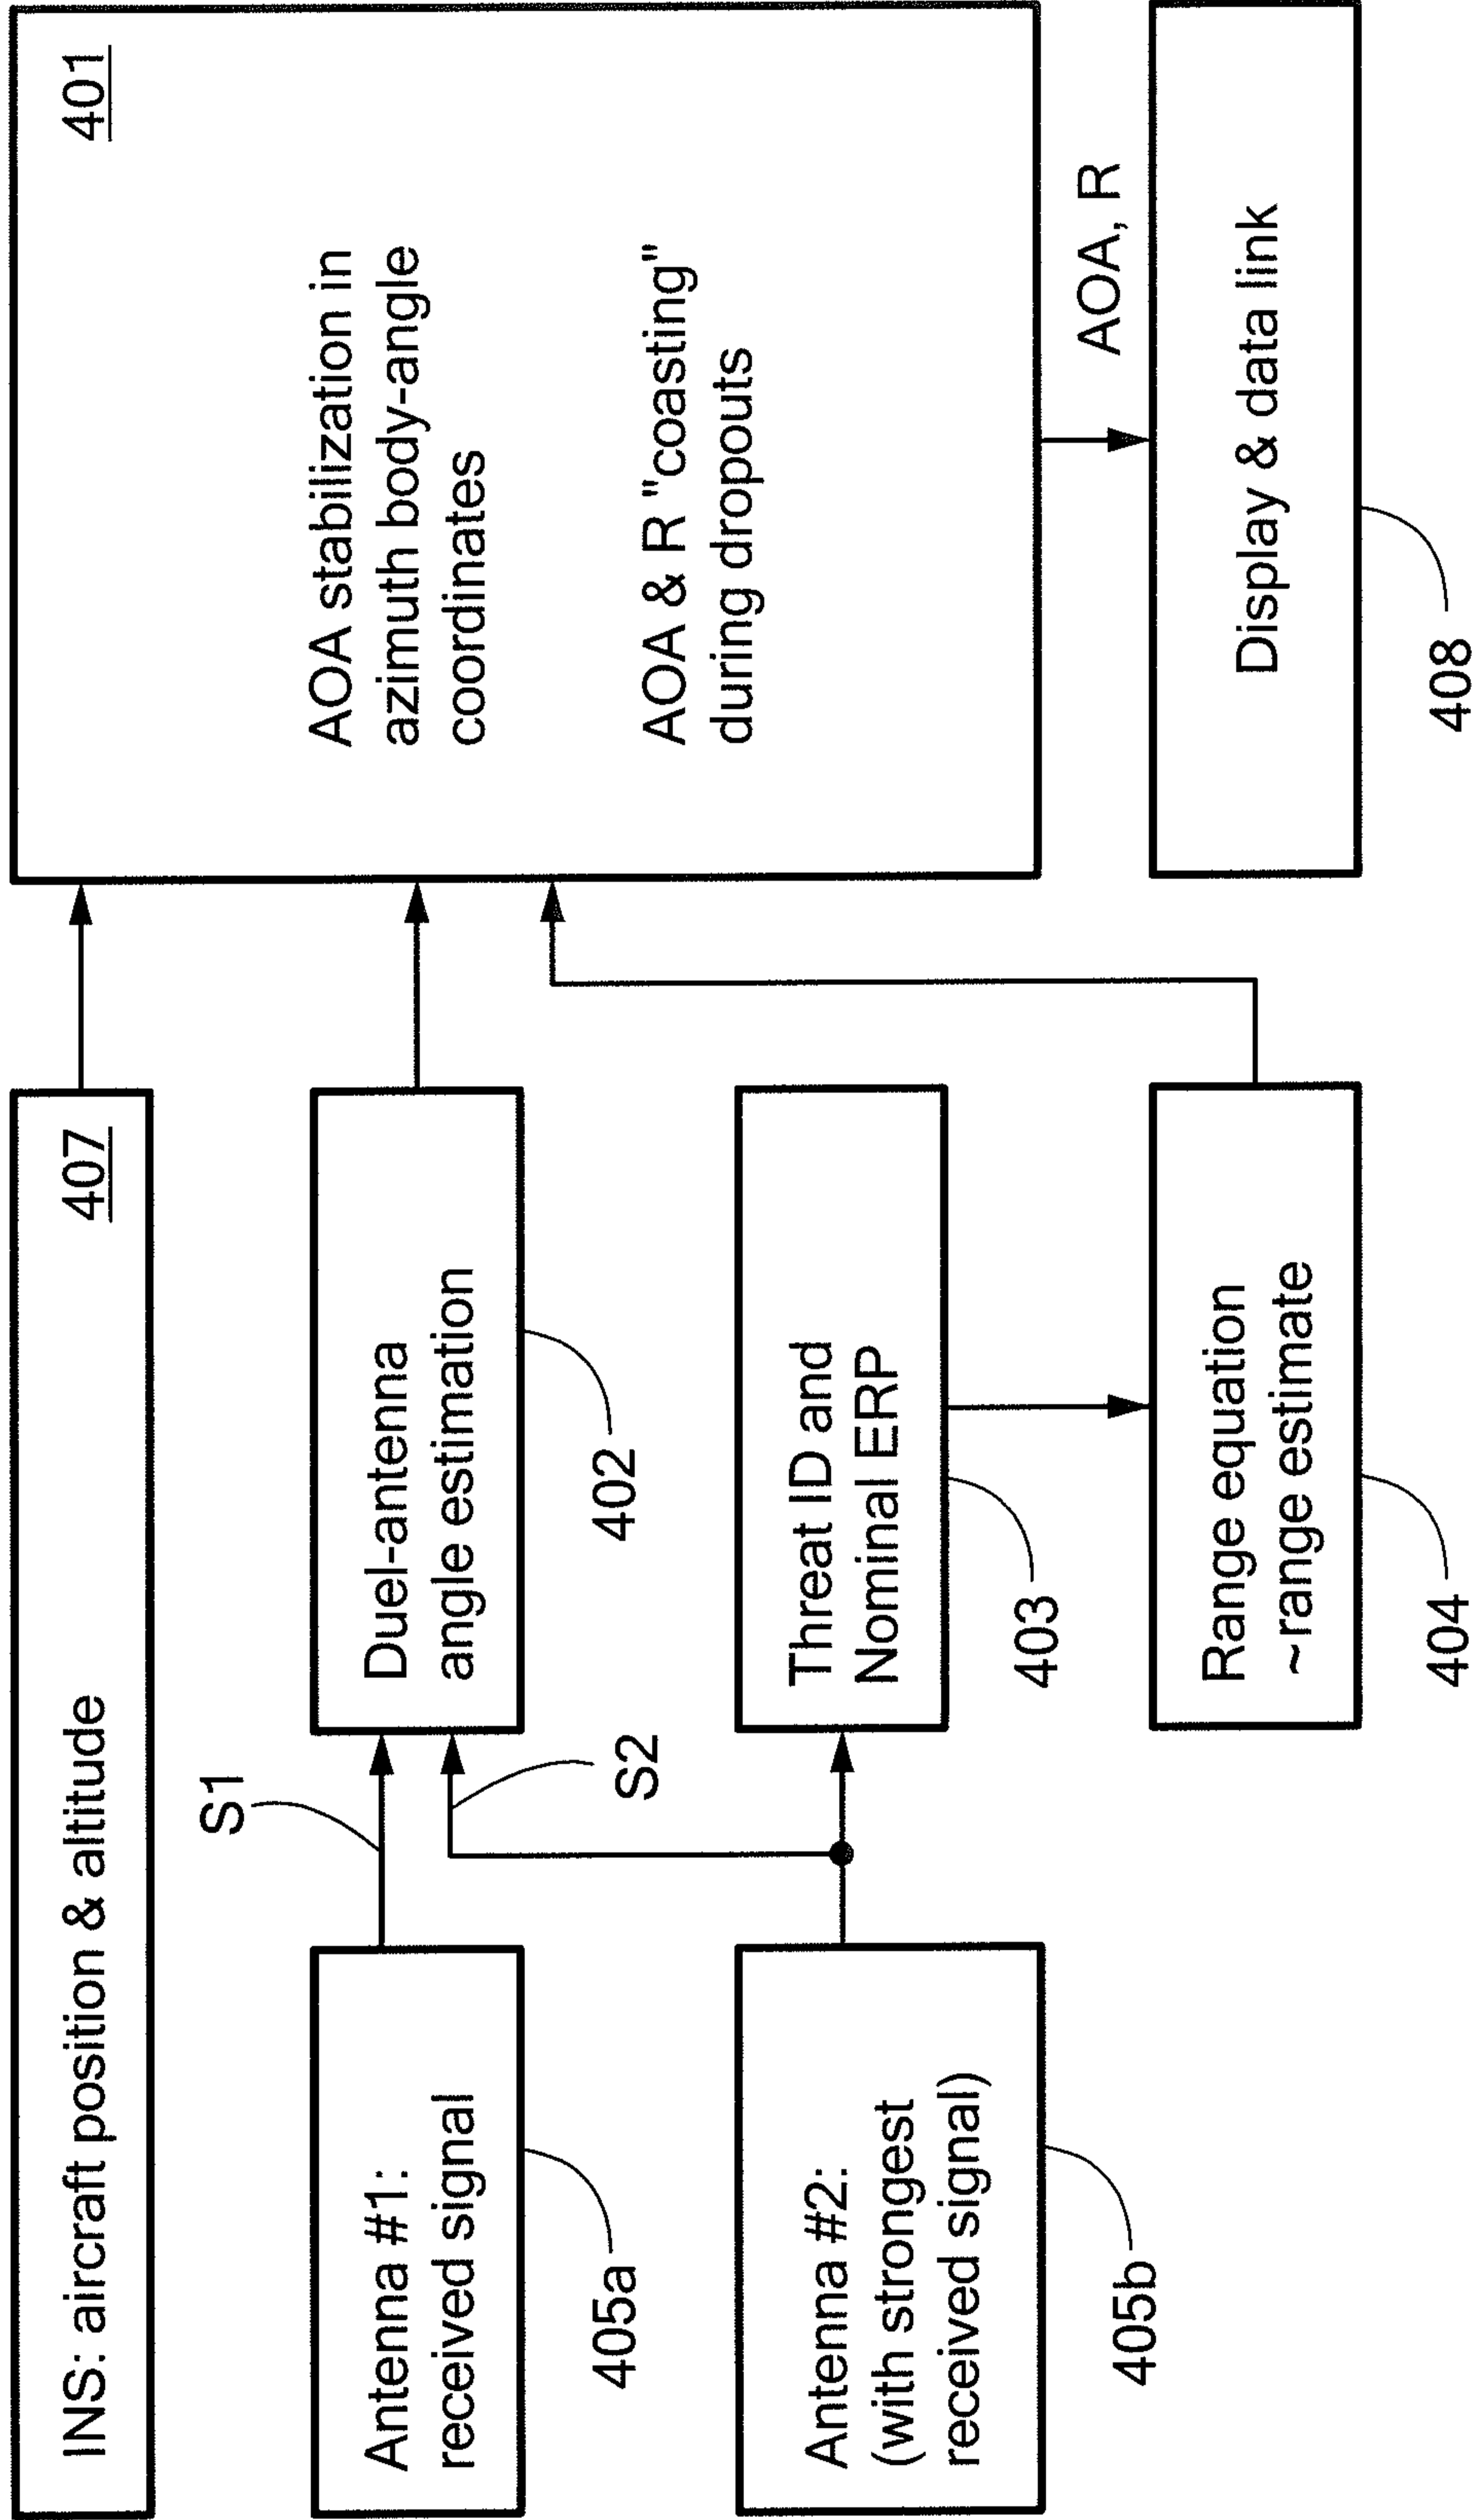 INS: aircraft position & altitude
407
401
S1
Antenna #1:
received signal
405a
Duel-antenna
angle estimation
402
S2
AOA stabilization in
azimuth body-angle
coordinates
AOA & R "coasting"
during dropouts
Antenna #2:
(with strongest
received signal)
405b
Threat ID and
Nominal ERP
403
AOA, R
Range equation
~range estimate
404
Display & data link
408